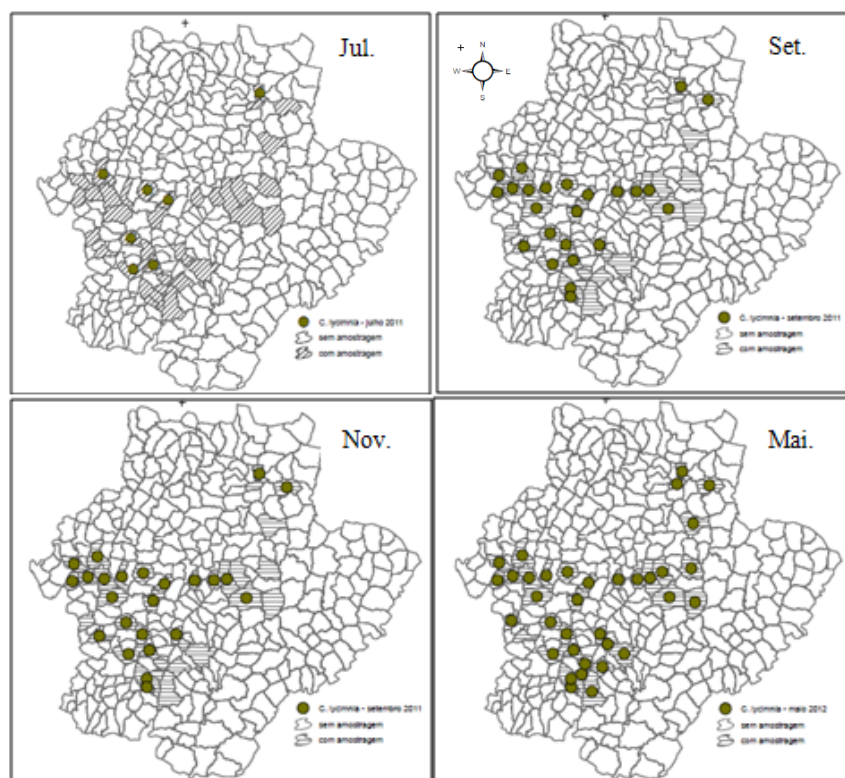 Jul.
C. lycimnia - julho 2011
sem amostragem
com amostragem
Set.
N
W E
S
C. lycimnia - setembro 2011
sem amostragem
com amostragem
Nov.
C. lycimnia - setembro 2011
sem amostragem
com amostragem
Mai.
C. lycimnia - maio 2012
sem amostragem
com amostragem